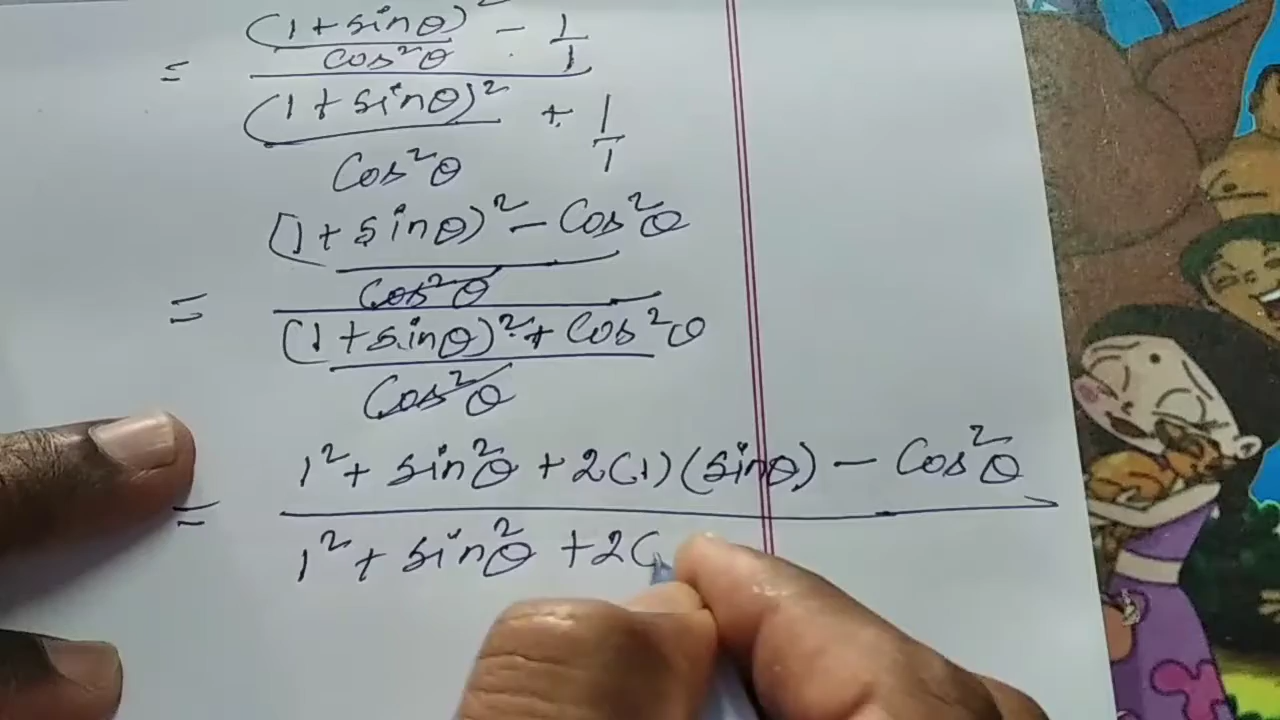 (1+sinθ)² - 1
= cos²θ 1
(1+sinθ)² + 1
Cos²θ 1
(1+sinθ)² - Cos²θ
= Cos²θ
(1+sinθ)² + Cos²θ
Cos²θ
1² + sin²θ + 2(1)(sinθ) - Cos²θ
=
1² + sin²θ +2(